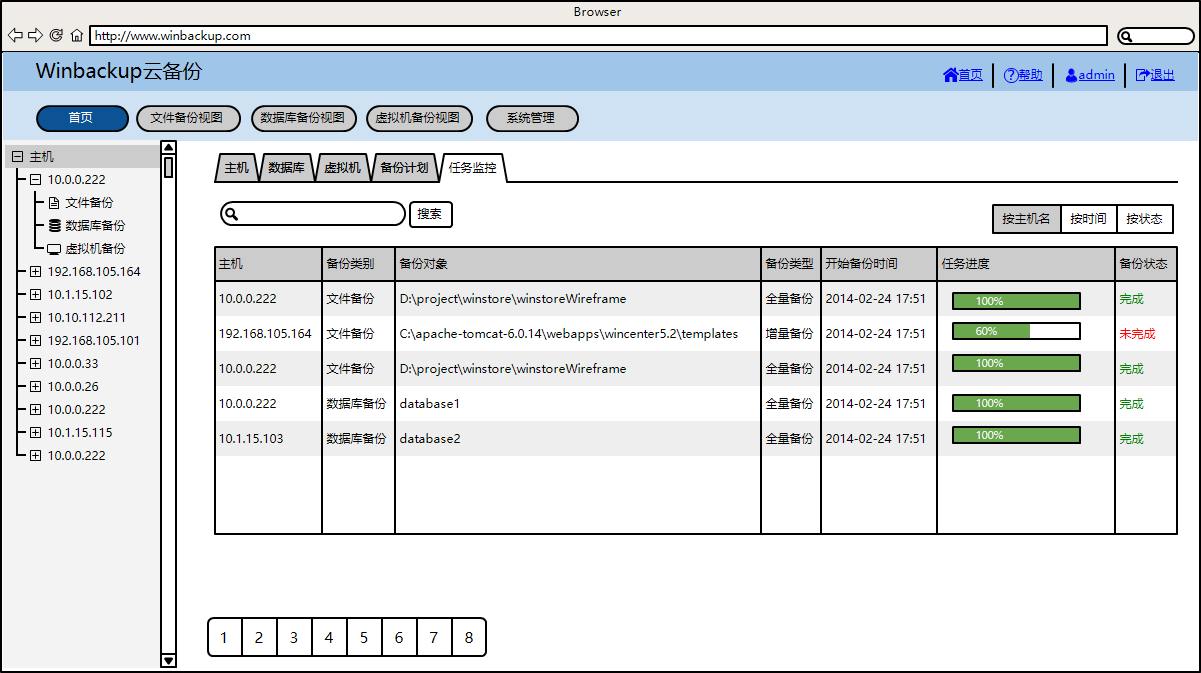 Browser
http://www.winbackup.com
Winbackup云备份
首页 帮助 admin 退出
首页 文件备份视图 数据库备份视图 虚拟机备份视图 系统管理
主机
10.0.0.222
文件备份
数据库备份
虚拟机备份
192.168.105.164
10.1.15.102
10.10.112.211
192.168.105.101
10.0.0.33
10.0.0.26
10.0.0.222
10.1.15.115
10.0.0.222
主机 数据库 虚拟机 备份计划 任务监控
搜索
按主机名 按时间 按状态
主机 备份类别 备份对象 备份类型 开始备份时间 任务进度 备份状态
10.0.0.222 文件备份 D:\project\winstore\winstoreWireframe 全量备份 2014-02-24 17:51 100% 完成
192.168.105.164 文件备份 C:\apache-tomcat-6.0.14\webapps\wincenter5.2\templates 增量备份 2014-02-24 17:51 60% 未完成
10.0.0.222 文件备份 D:\project\winstore\winstoreWireframe 全量备份 2014-02-24 17:51 100% 完成
10.0.0.222 数据库备份 database1 全量备份 2014-02-24 17:51 100% 完成
10.1.15.103 数据库备份 database2 全量备份 2014-02-24 17:51 100% 完成
1 2 3 4 5 6 7 8